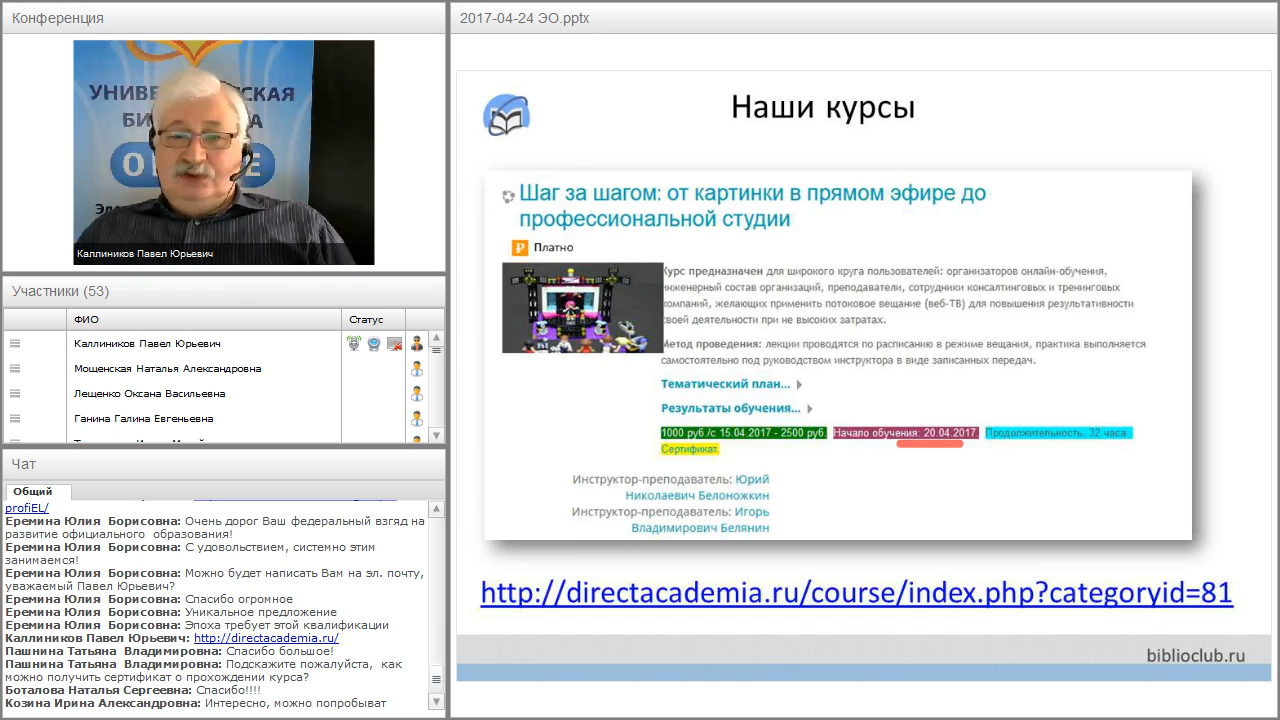 Конференция
УНИВЕ
СКАЯ
БИ
А
О
Е
Эле
Каллиников Павел Юрьевич
Участники (53)
ФИО
Статус
Каллиников Павел Юрьевич
Мощенская Наталья Александровна
Лещенко Оксана Васильевна
Ганина Галина Евгеньевна
Чат
Общий
profiEL/
Еремина Юлия Борисовна: Очень дорог Ваш федеральный взгяд на
развитие официального образования!
Еремина Юлия Борисовна: С удовольствием, системно этим
занимаемся!
Еремина Юлия Борисовна: Можно будет написать Вам на эл. почту,
уважаемый Павел Юрьевич?
Еремина Юлия Борисовна: Спасибо огромное
Еремина Юлия Борисовна: Уникальное предложение
Еремина Юлия Борисовна: Эпоха требует этой квалификации
Каллиников Павел Юрьевич: http://directacademia.ru/
Пашнина Татьяна Владимировна: Спасибо большое!
Пашнина Татьяна Владимировна: Подскажите пожалуйста, как
можно получить сертификат о прохождении курса?
Боталова Наталья Сергеевна: Спасибо!!!!
Козина Ирина Александровна: Интересно, можно попробыват
2017-04-24 ЭО.pptx
Наши курсы
Шаг за шагом: от картинки в прямом эфире до
профессиональной студии
Платно
Курс предназначен для широкого круга пользователей: организаторов онлайн-обучения,
инженерный состав организаций, преподаватели, сотрудники консалтинговых и тренинговых
компаний, желающих применить потоковое вещание (веб-ТВ) для повышения результативности
своей деятельности при не высоких затратах.
Метод проведения: лекции проводятся по расписанию в режиме вещания, практика выполняется
самостоятельно под руководством инструктора в виде записанных передач.
Тематический план...
Результаты обучения...
1000 руб./с 15.04.2017 - 2500 руб. Начало обучения: 20.04.2017. Продолжительность: 32 часа.
Сертификат.
Инструктор-преподаватель: Юрий
Николаевич Белоножкин
Инструктор-преподаватель: Игорь
Владимирович Белянин
http://directacademia.ru/course/index.php?categoryid=81
biblioclub.ru